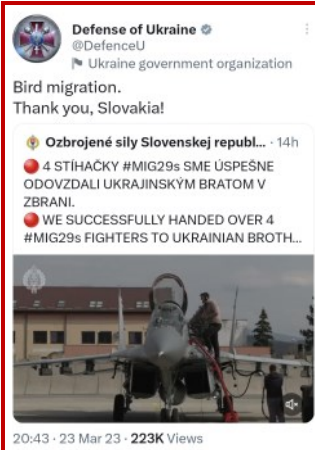 Defense of Ukraine
@DefenceU
Ukraine government organization
Bird migration.
Thank you, Slovakia!
Ozbrojené sily Slovenskej republ... · 14h
🔴 4 STÍHAČKY #MIG29s SME ÚSPEŠNE
ODOVZDALI UKRAJINSKÝM BRATOM V
ZBRANI.
🔴 WE SUCCESSFULLY HANDED OVER 4
#MIG29s FIGHTERS TO UKRAINIAN BROTH...
20:43 · 23 Mar 23 · 223K Views